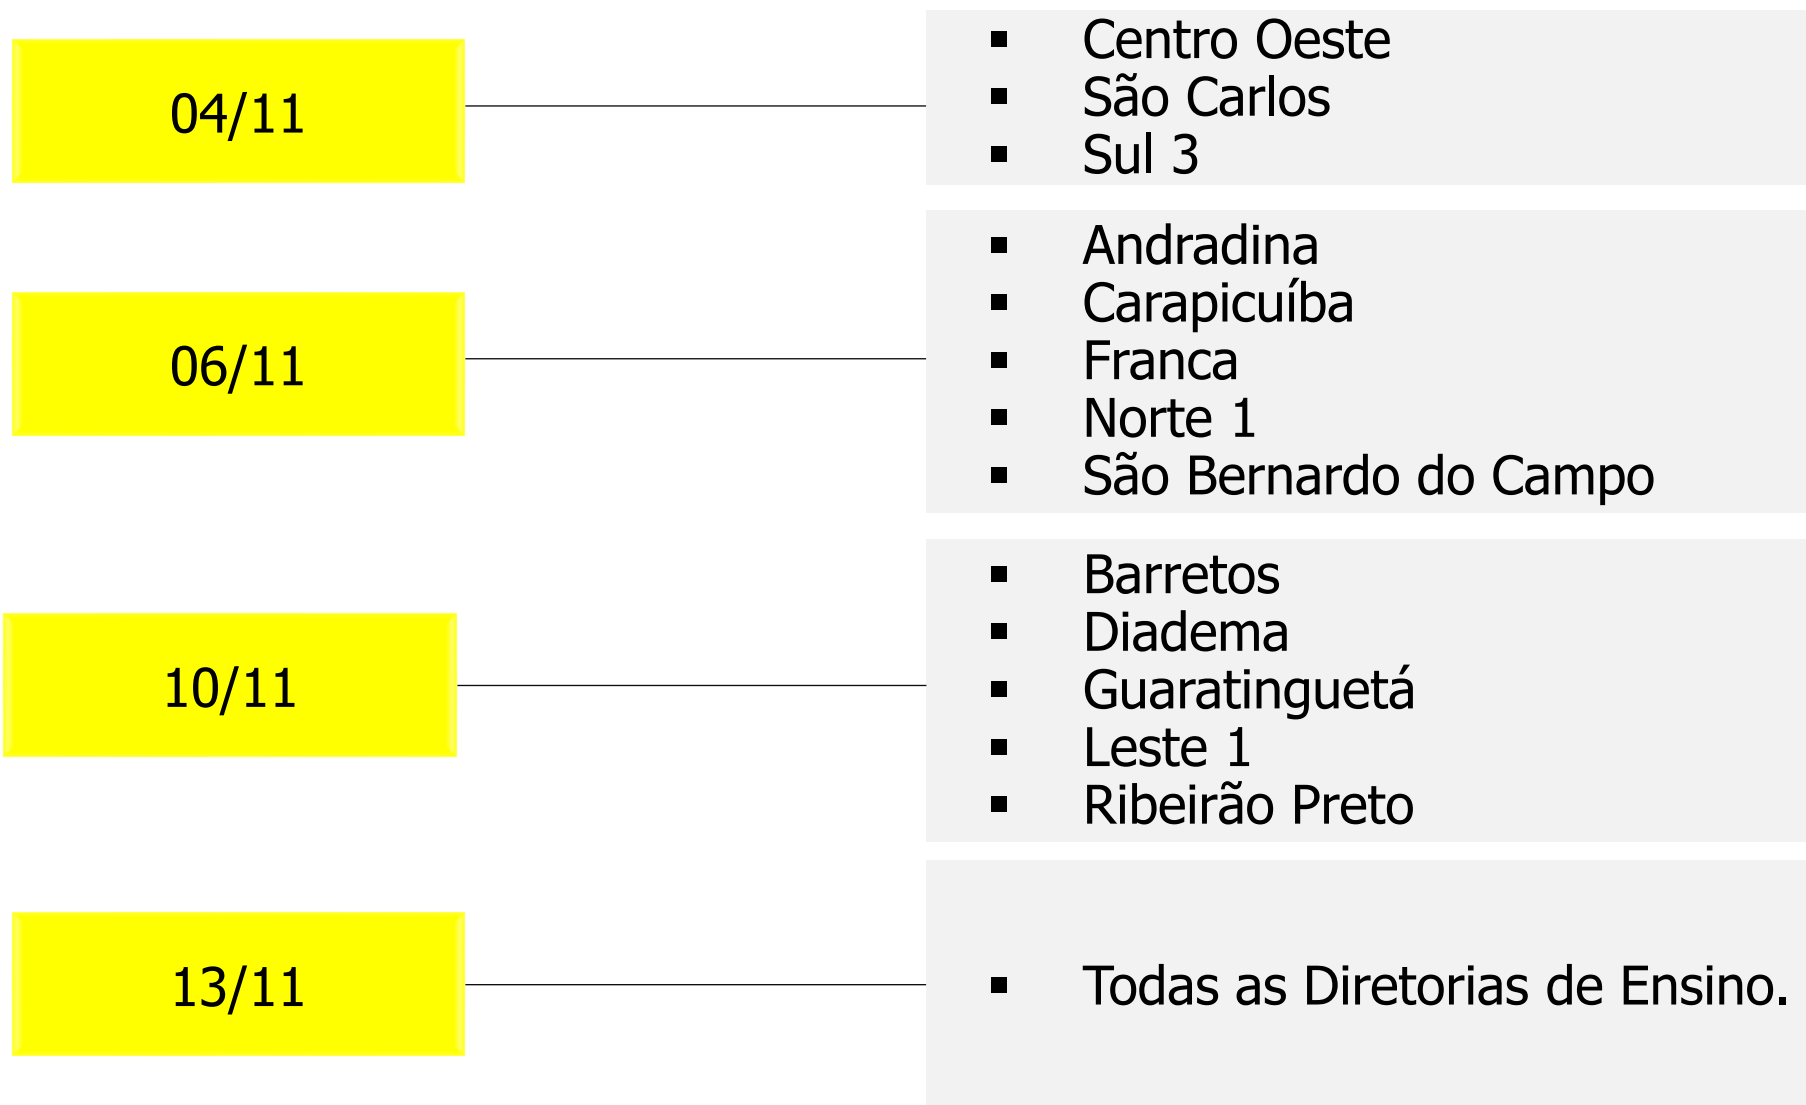 04/11
▪ Centro Oeste
▪ São Carlos
▪ Sul 3
06/11
▪ Andradina
▪ Carapicuíba
▪ Franca
▪ Norte 1
▪ São Bernardo do Campo
10/11
▪ Barretos
▪ Diadema
▪ Guaratinguetá
▪ Leste 1
▪ Ribeirão Preto
13/11
▪ Todas as Diretorias de Ensino.